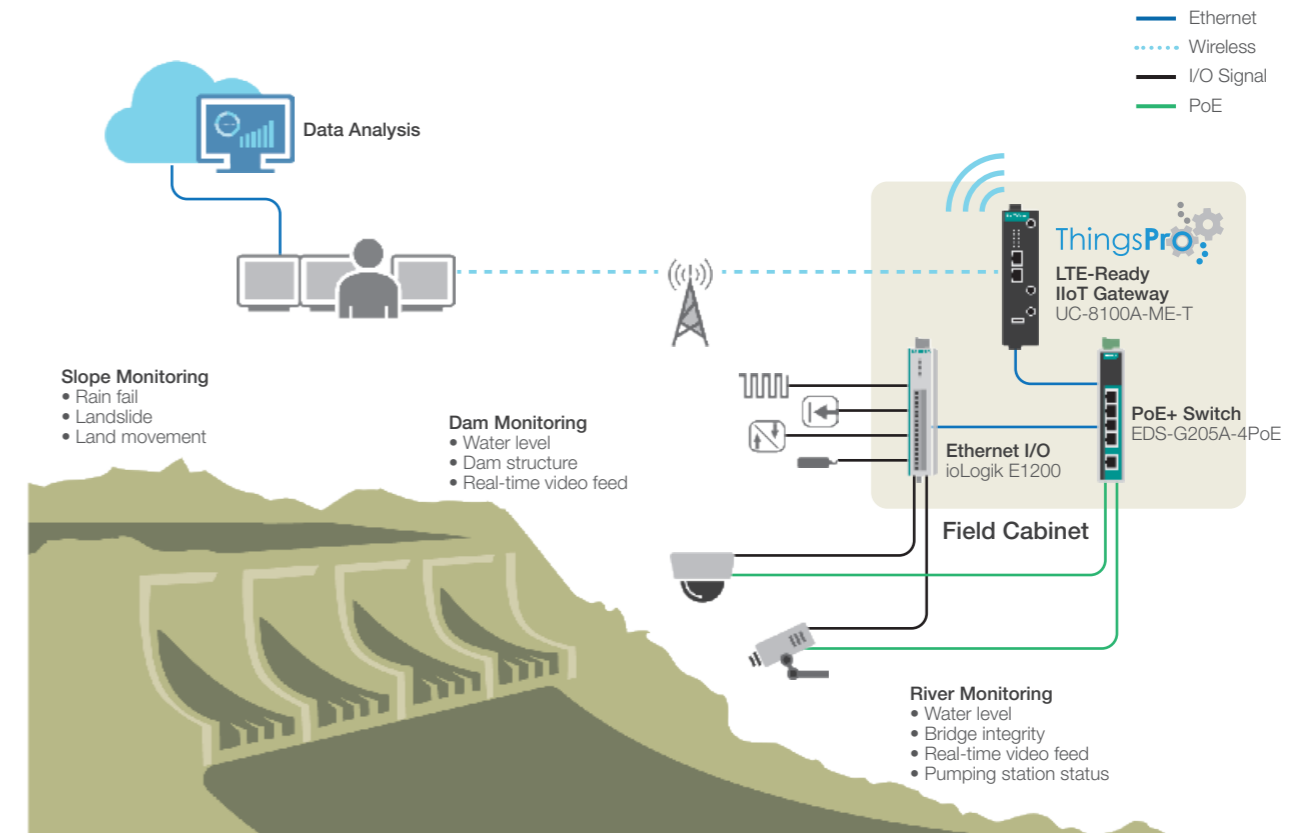 Ethernet
Wireless
I/O Signal
PoE
Data Analysis
ThingsPro
LTE-Ready
IIoT Gateway
UC-8100A-ME-T
Slope Monitoring
• Rain fail
• Landslide
• Land movement
Dam Monitoring
• Water level
• Dam structure
• Real-time video feed
PoE+ Switch
EDS-G205A-4PoE
Ethernet I/O
ioLogik E1200
Field Cabinet
River Monitoring
• Water level
• Bridge integrity
• Real-time video feed
• Pumping station status